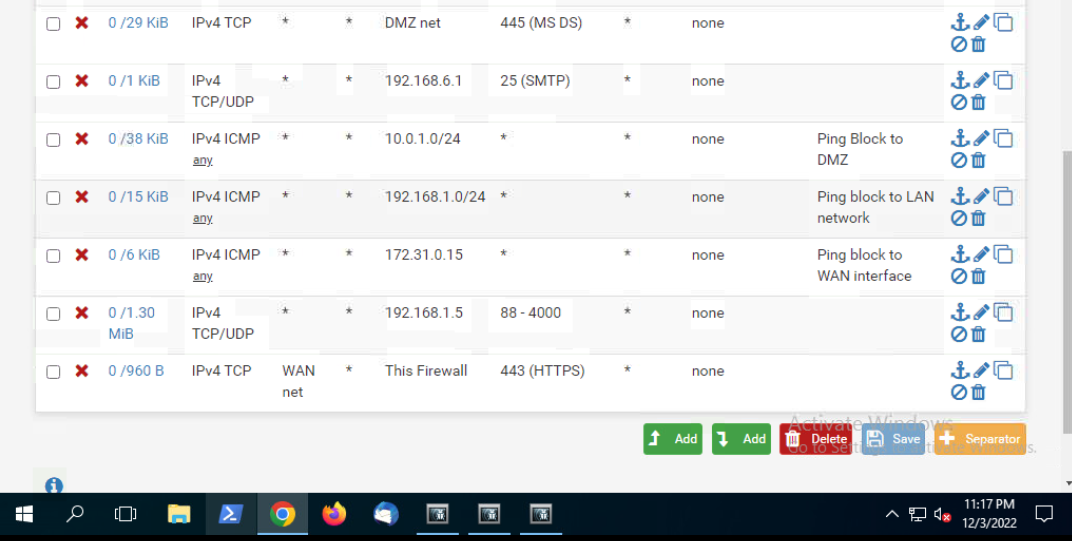 0 /29 KiB IPv4 TCP * * DMZ net 445 (MS DS) * none
0 /1 KiB IPv4 * * 192.168.6.1 25 (SMTP) * none
TCP/UDP
0 /38 KiB IPv4 ICMP * * 10.0.1.0/24 * * none Ping Block to
any DMZ
0 /15 KiB IPv4 ICMP * * 192.168.1.0/24 * * none Ping block to LAN
any network
0 /6 KiB IPv4 ICMP * * 172.31.0.15 * * none Ping block to
any WAN interface
0 /1.30 IPv4 * * 192.168.1.5 88 - 4000 * none
MiB TCP/UDP
0 /960 B IPv4 TCP WAN * This Firewall 443 (HTTPS) * none
net
Activate Windows
Add Add Delete Save Separator
Go to Settings to activate Windows.
11:17 PM
12/3/2022